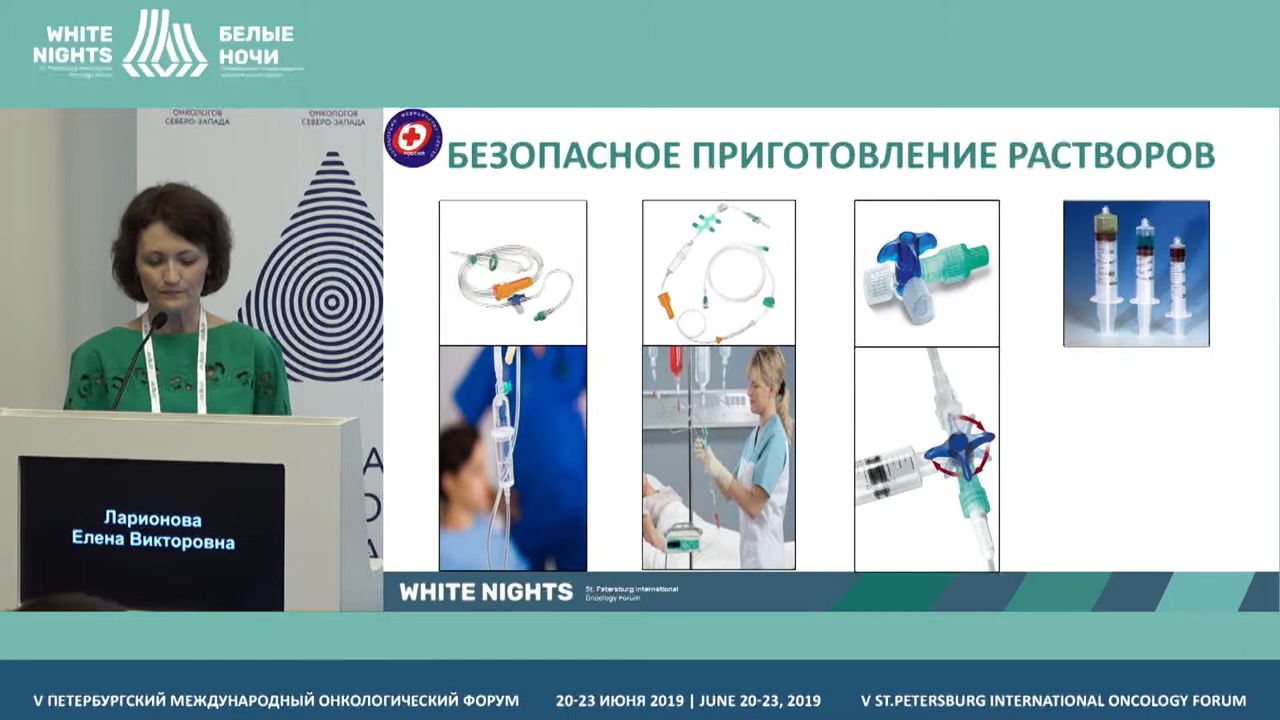 WHITE
NIGHTS
БЕЛЫЕ
НОЧИ
ОНКОЛОГОВ
СЕВЕРО-ЗАПАДА
ОНКОЛОГОВ
СЕВЕРО-ЗАПАДА
РОССИИ
БЕЗОПАСНОЕ ПРИГОТОВЛЕНИЕ РАСТВОРОВ
Ларионова
Елена Викторовна
WHITE NIGHTS
St. Petersburg International
Oncology Forum
V ПЕТЕРБУРГСКИЙ МЕЖДУНАРОДНЫЙ ОНКОЛОГИЧЕСКИЙ ФОРУМ
20-23 ИЮНЯ 2019 | JUNE 20-23, 2019
V ST.PETERSBURG INTERNATIONAL ONCOLOGY FORUM